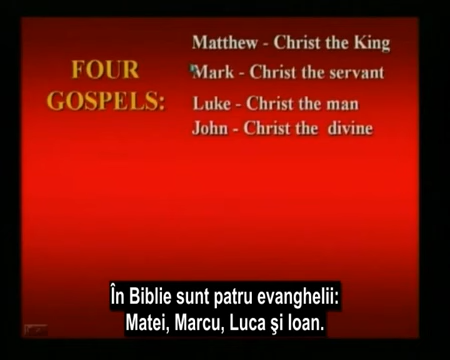 FOUR
GOSPELS:
Matthew - Christ the King
Mark - Christ the servant
Luke - Christ the man
John - Christ the divine
În Biblie sunt patru evanghelii:
Matei, Marcu, Luca şi Ioan.